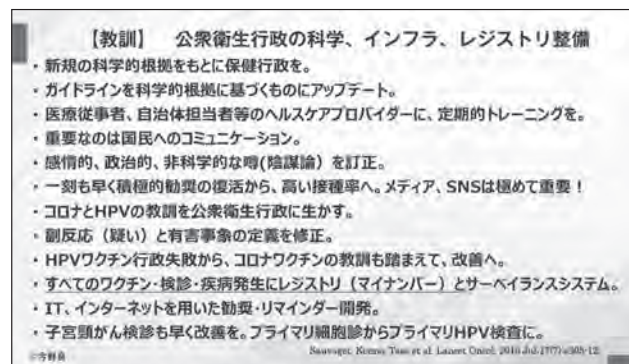 【教訓】 公衆衛生行政の科学、インフラ、レジストリ整備
・新規の科学的根拠をもとに保健行政を。
・ガイドラインを科学的根拠に基づくものにアップデート。
・医療従事者、自治体担当者等のヘルスケアプロバイダーに、定期的トレーニングを。
・重要なのは国民へのコミュニケーション。
・感情的、政治的、非科学的な噂(陰謀論）を訂正。
・一刻も早く積極的勧奨の復活から、高い接種率へ。メディア、SNSは極めて重要！
・コロナとHPVの教訓を公衆衛生行政に生かす。
・副反応（疑い）と有害事象の定義を修正。
・HPVワクチン行政失敗から、コロナワクチンの教訓も踏まえて、改善へ。
・すべてのワクチン・検診・疾病発生にレジストリ（マイナンバー）とサーベイランスシステム。
・IT、インターネットを用いた勧奨・リマインダー開発。
・子宮頸がん検診も早く改善を。プライマリ細胞診からプライマリHPV検査に。
©今野良
Sauvaget, Konno, Tsao et al. Lancet Oncol. 2016 Jul;17(7):e305-12.